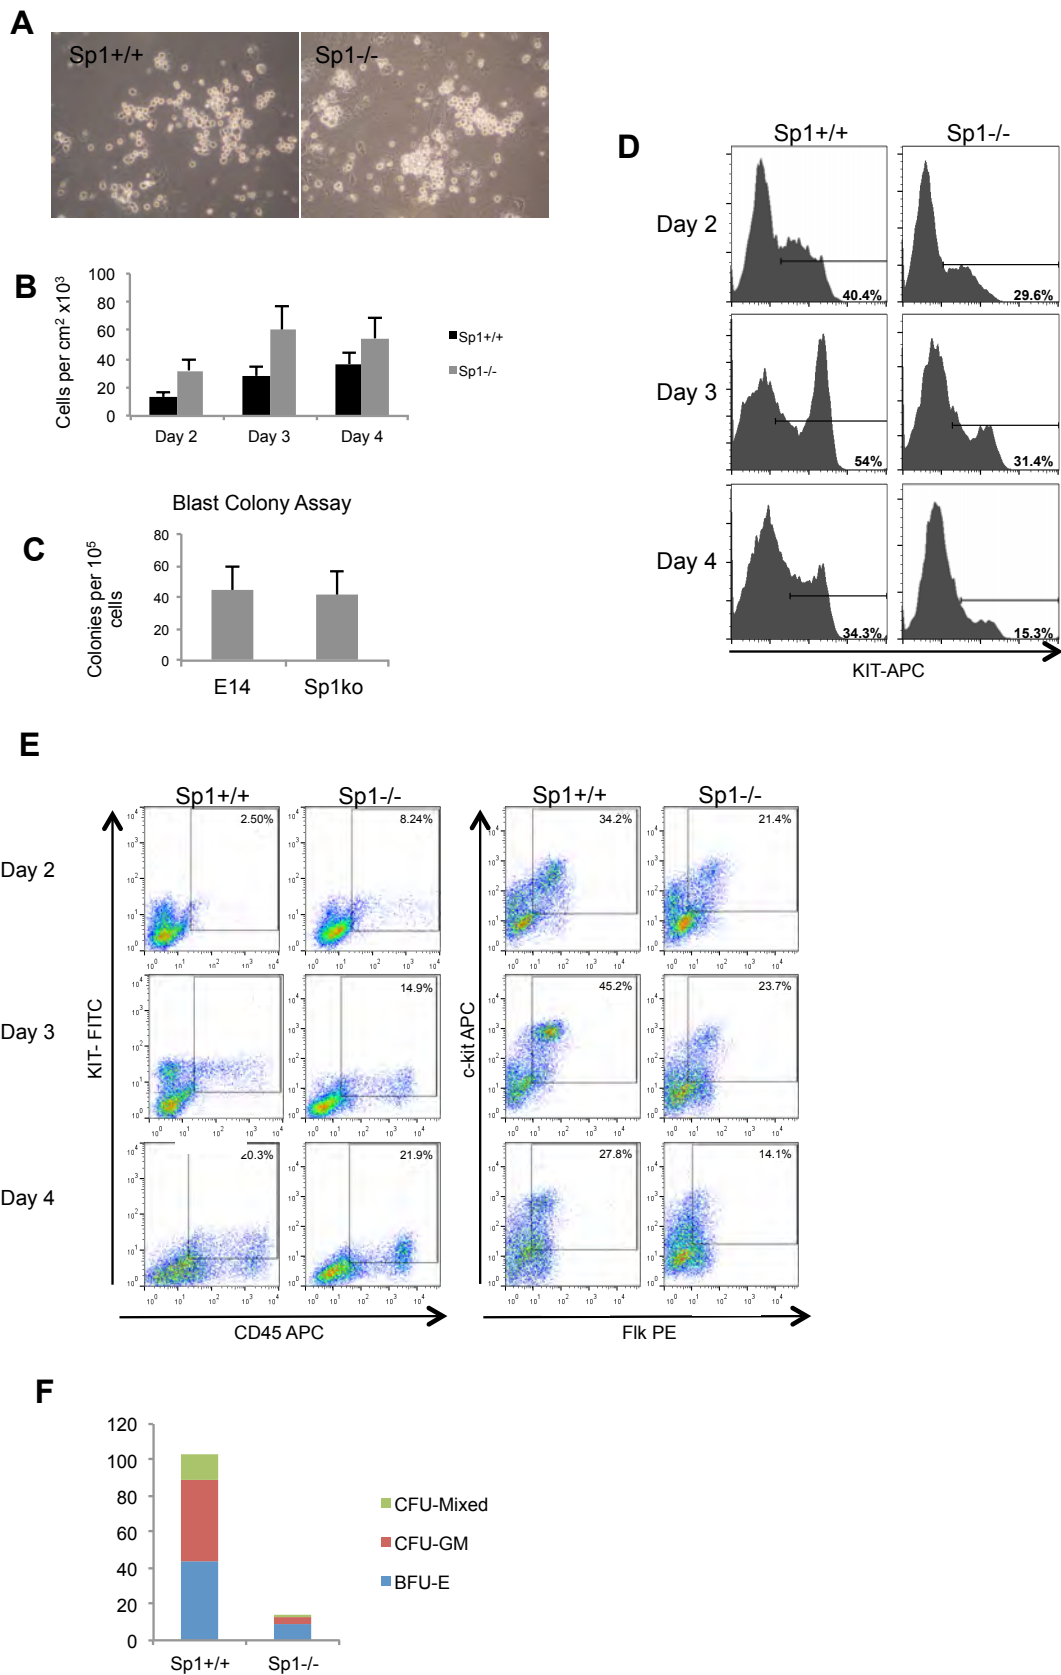 A
Sp1+/+
Sp1-/-
B
Cells per cm2 x103
100
80
60
40
20
0
Day 2
Day 3
Day 4
Sp1+/+
Sp1-/-
Blast Colony Assay
C
Colonies per 105
cells
80
60
40
20
0
E14
Sp1ko
D
Sp1+/+
Sp1-/-
Day 2
40.4%
29.6%
Day 3
54%
31.4%
Day 4
34.3%
15.3%
KIT-APC
E
Sp1+/+
Sp1-/-
Sp1+/+
Sp1-/-
Day 2
2.50%
8.24%
34.2%
21.4%
Day 3
14.9%
45.2%
23.7%
Day 4
20.3%
21.9%
27.8%
14.1%
KIT- FITC
c-kit APC
CD45 APC
Flk PE
F
120
100
80
60
40
20
0
Sp1+/+
Sp1-/-
CFU-Mixed
CFU-GM
BFU-E